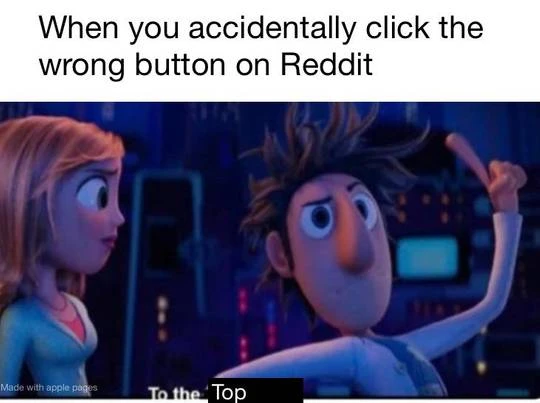 When you accidentally click the
wrong button on Reddit
Made with apple pages
To the Top